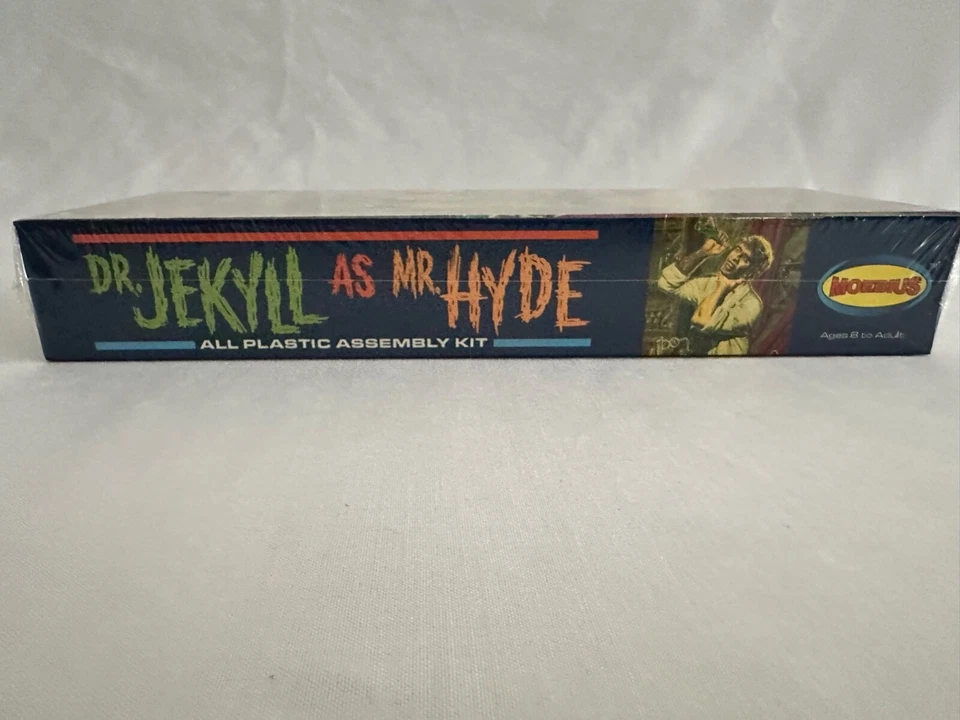 DR. JEKYLL AS MR. HYDE
ALL PLASTIC ASSEMBLY KIT
MOEBIUS
Ages 8 to Adult